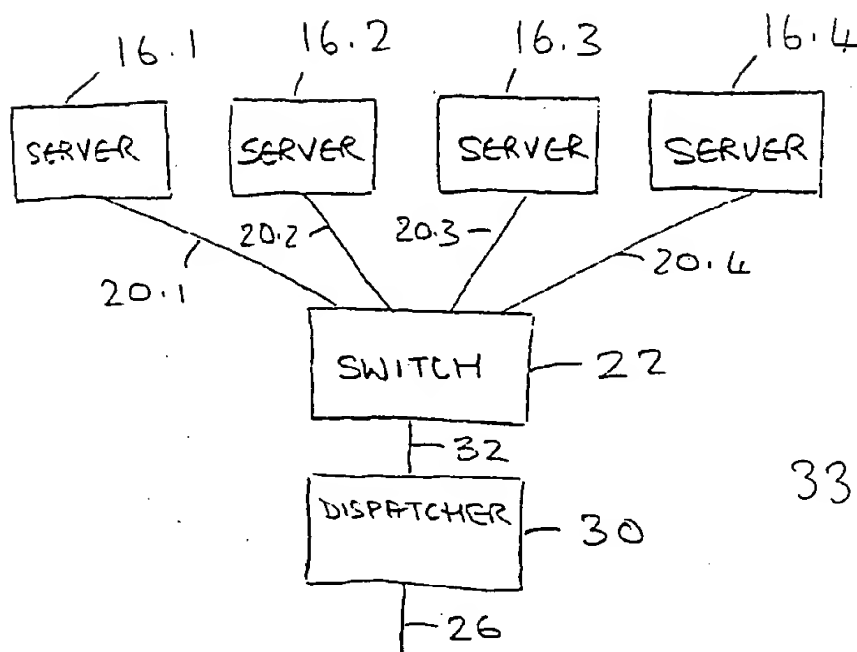 16.1 16.2 16.3 16.4
SERVER SERVER SERVER SERVER
20.1 20.2 20.3 20.4
SWITCH 22
32
33
DISPATCHER 30
26